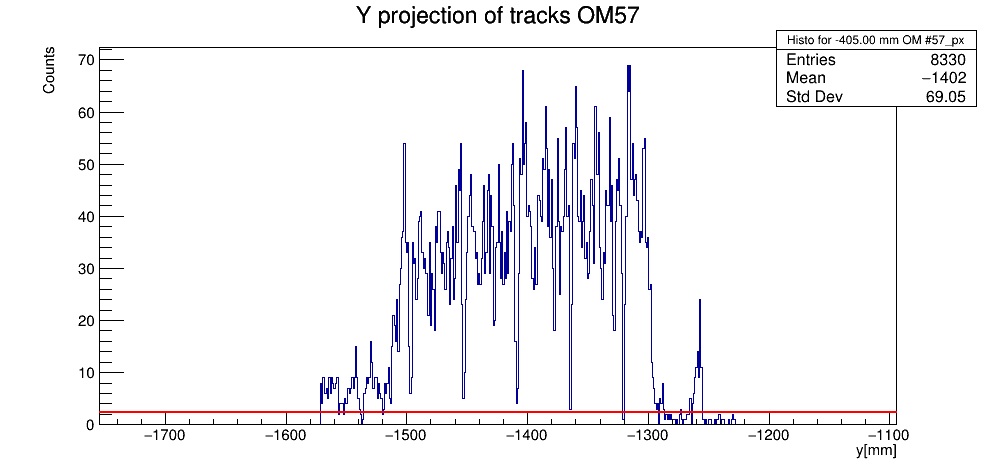 Y projection of tracks OM57
Histo for -405.00 mm OM #57_px
Entries 8330
Mean −1402
Std Dev 69.05
Counts
70
60
50
40
30
20
10
0
−1700 −1600 −1500 −1400 −1300 −1200 −1100
y[mm]